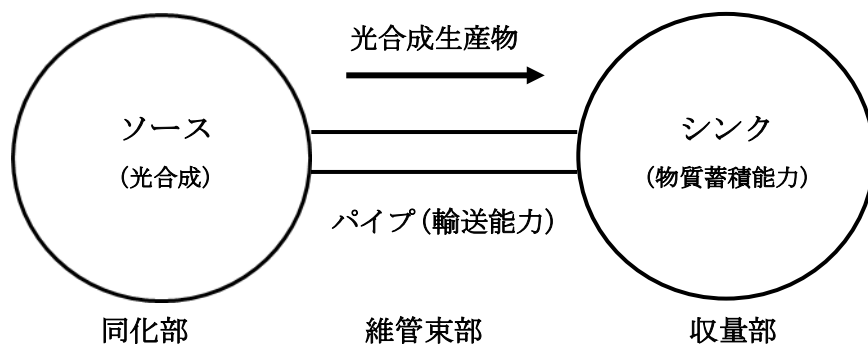 光合成生産物
ソース
(光合成)
シンク
(物質蓄積能力)
パイプ(輸送能力)
同化部
維管束部
収量部